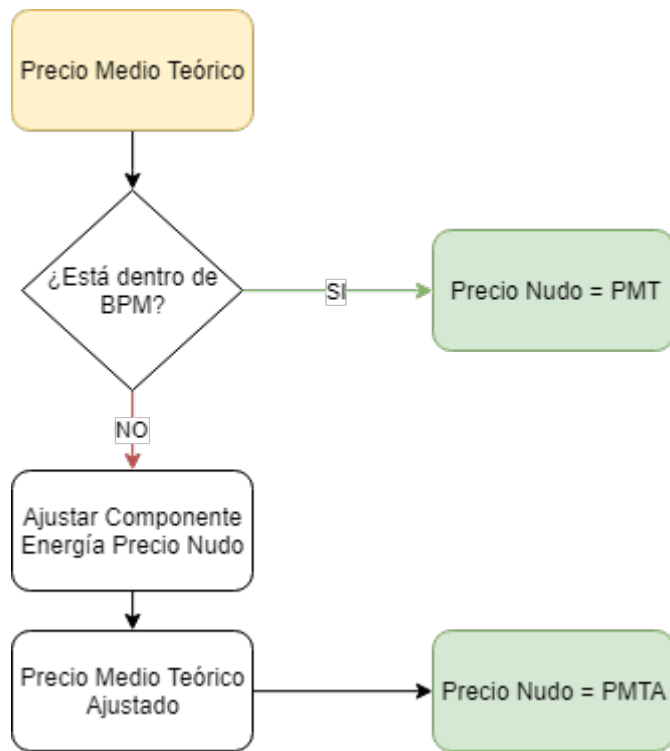 Precio Medio Teórico
¿Está dentro de
BPM?
SI
Precio Nudo = PMT
NO
Ajustar Componente
Energía Precio Nudo
Precio Medio Teórico
Ajustado
Precio Nudo = PMTA